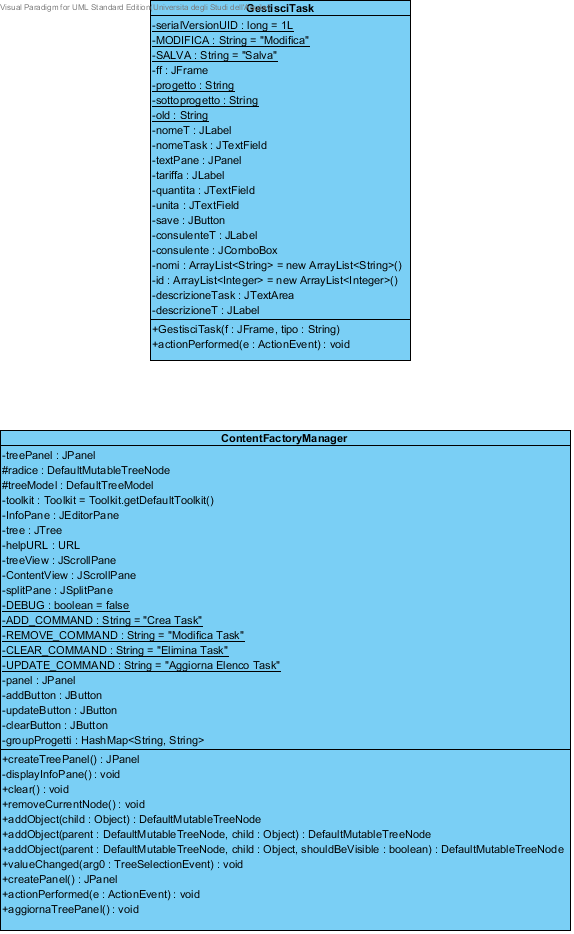 Visual Paradigm for UML Standard Edition(Università degli Studi dell'
GestisciTask
-serialVersionUID : long = 1L
-MODIFICA : String = "Modifica"
-SALVA : String = "Salva"
-ff : JFrame
-progetto : String
-sottoprogetto : String
-old : String
-nomeT : JLabel
-nomeTask : JTextField
-textPane : JPanel
-tariffa : JLabel
-quantita : JTextField
-unita : JTextField
-save : JButton
-consulenteT : JLabel
-consulente : JComboBox
-nomi : ArrayList<String> = new ArrayList<String>()
-id : ArrayList<Integer> = new ArrayList<Integer>()
-descrizioneTask : JTextArea
-descrizioneT : JLabel
+GestisciTask(f : JFrame, tipo : String)
+actionPerformed(e : ActionEvent) : void
ContentFactoryManager
-treePanel : JPanel
#radice : DefaultMutableTreeNode
#treeModel : DefaultTreeModel
-toolkit : Toolkit = Toolkit.getDefaultToolkit()
-InfoPane : JEditorPane
-tree : JTree
-helpURL : URL
-treeView : JScrollPane
-ContentView : JScrollPane
-splitPane : JSplitPane
-DEBUG : boolean = false
-ADD_COMMAND : String = "Crea Task"
-REMOVE_COMMAND : String = "Modifica Task"
-CLEAR_COMMAND : String = "Elimina Task"
-UPDATE_COMMAND : String = "Aggiorna Elenco Task"
-panel : JPanel
-addButton : JButton
-updateButton : JButton
-clearButton : JButton
-groupProgetti : HashMap<String, String>
+createTreePanel() : JPanel
-displayInfoPane() : void
+clear() : void
+removeCurrentNode() : void
+addObject(child : Object) : DefaultMutableTreeNode
+addObject(parent : DefaultMutableTreeNode, child : Object) : DefaultMutableTreeNode
+addObject(parent : DefaultMutableTreeNode, child : Object, shouldBeVisible : boolean) : DefaultMutableTreeNode
+valueChanged(arg0 : TreeSelectionEvent) : void
+createPanel() : JPanel
+actionPerformed(e : ActionEvent) : void
+aggiornaTreePanel() : void